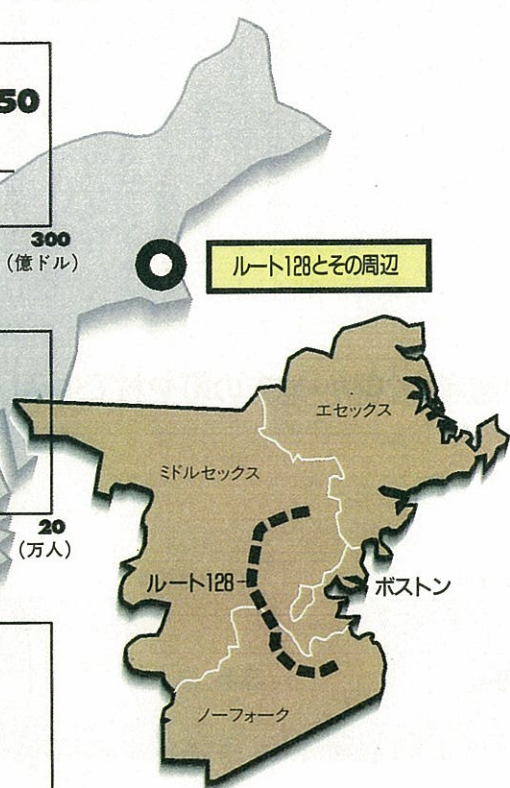 50
300
(億ドル)
ルート128とその周辺
エセックス
ミドルセックス
20
(万人)
ルート128
ボストン
ノーフォーク